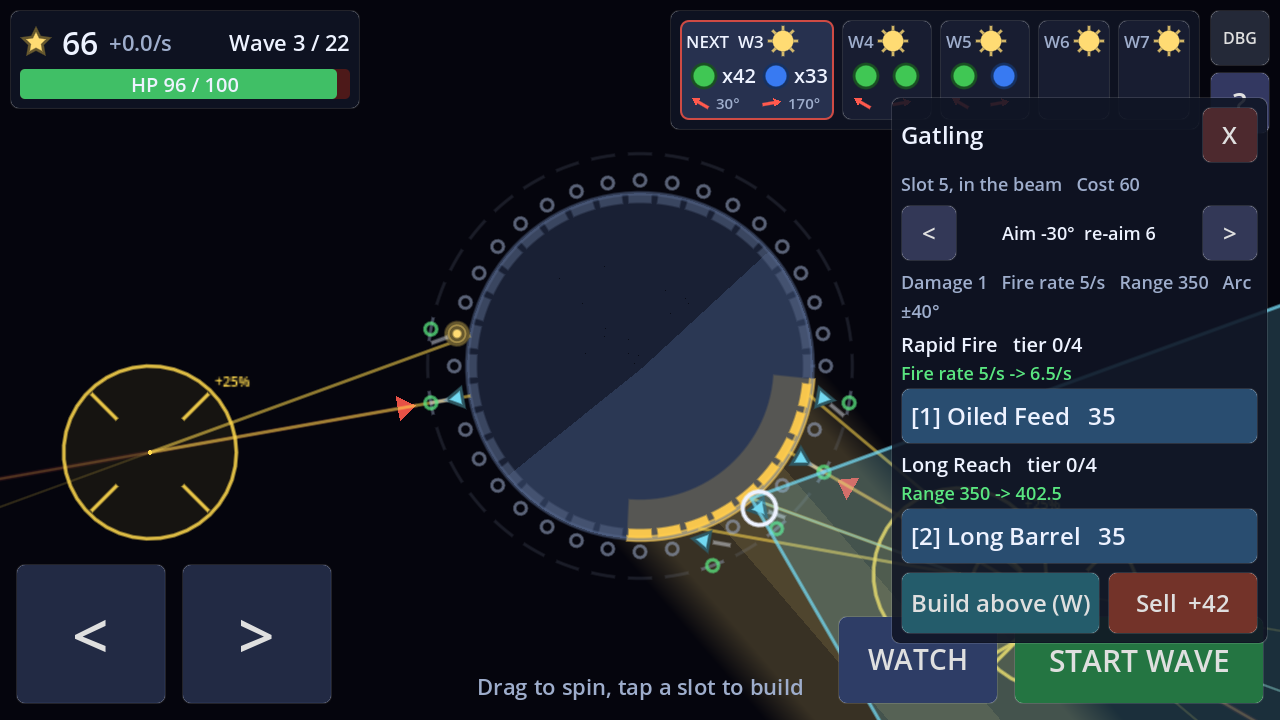 66 +0.0/s Wave 3 / 22
HP 96 / 100
NEXT W3
x42 x33
30° 170°
W4
W5
W6
W7
DBG
?
Gatling X
Slot 5, in the beam Cost 60
< Aim -30° re-aim 6 >
Damage 1 Fire rate 5/s Range 350 Arc
±40°
Rapid Fire tier 0/4
Fire rate 5/s -> 6.5/s
[1] Oiled Feed 35
Long Reach tier 0/4
Range 350 -> 402.5
[2] Long Barrel 35
Build above (W) Sell +42
+25%
< >
WATCH START WAVE
Drag to spin, tap a slot to build